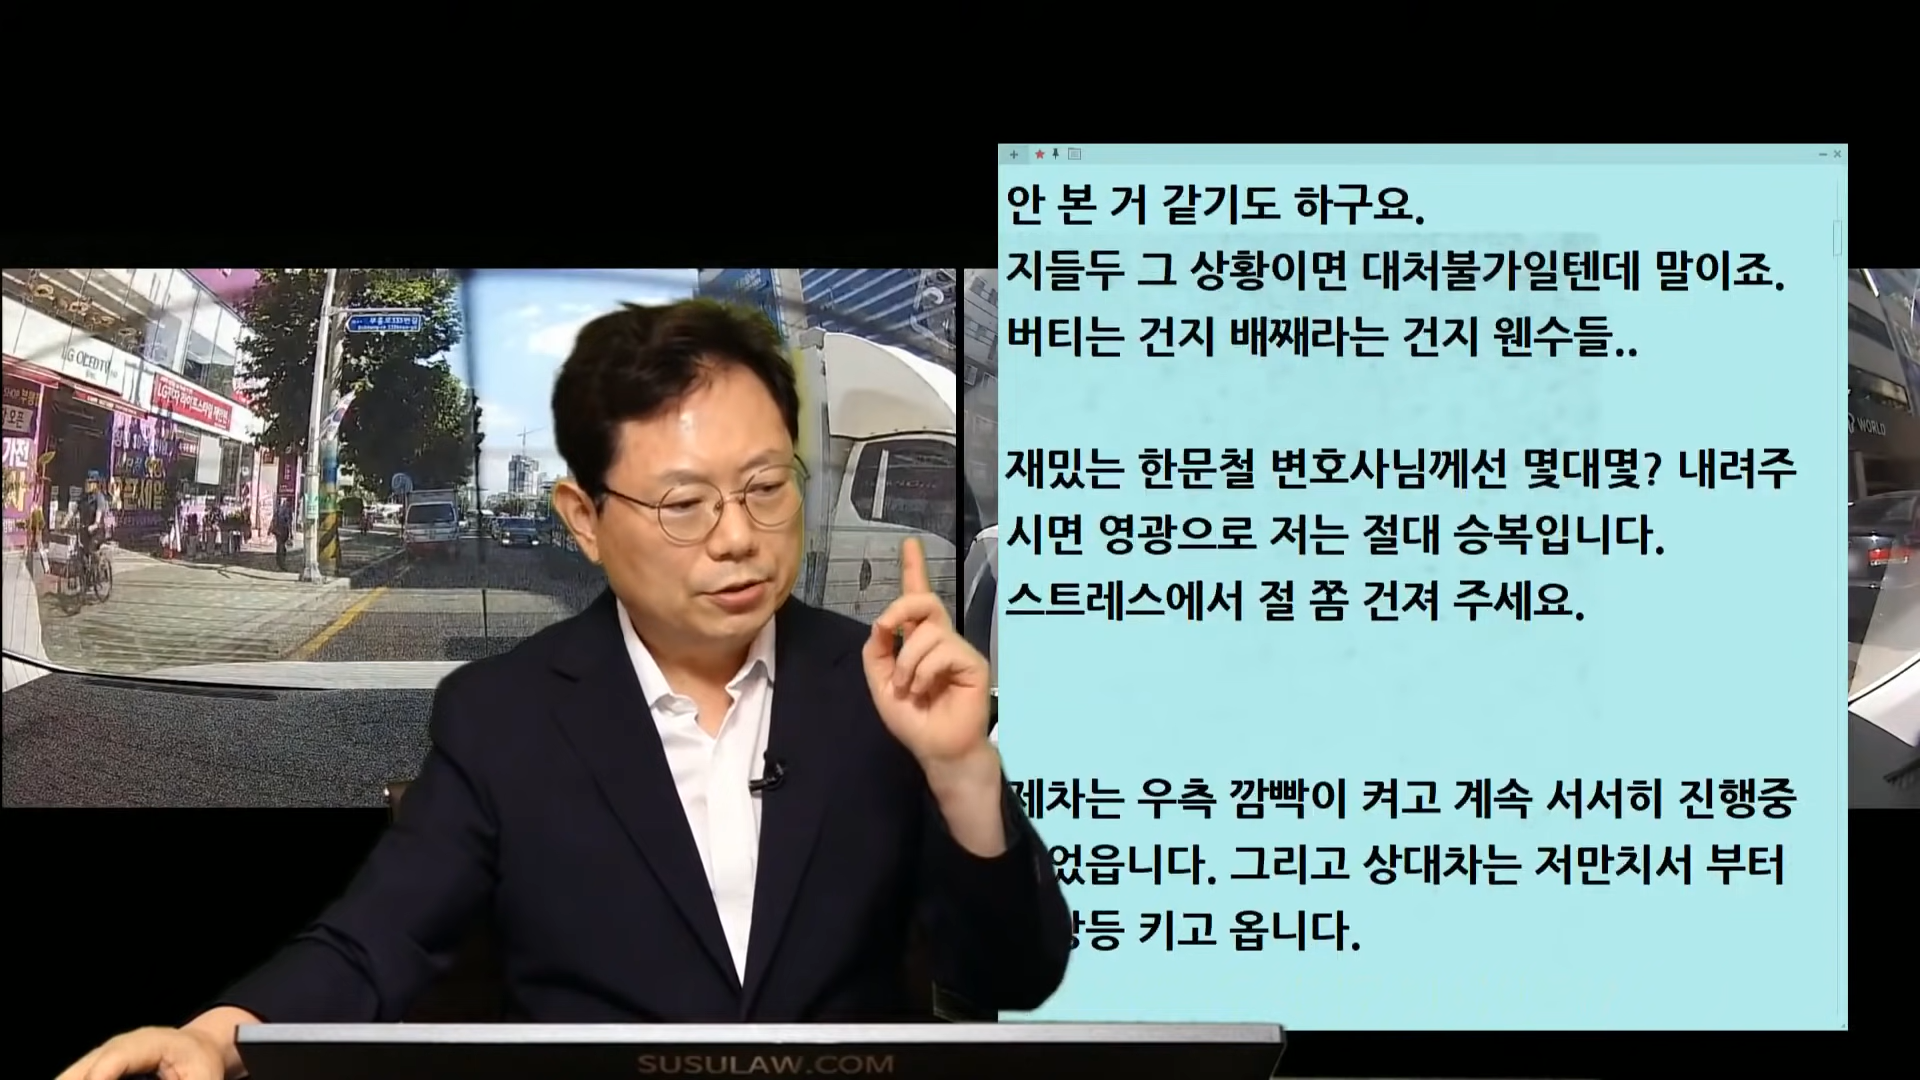 안 본 거 같기도 하구요.
지들두 그 상황이면 대처불가일텐데 말이죠.
버티는 건지 배째라는 건지 웬수들..
재밌는 한문철 변호사님께선 몇대몇? 내려주
시면 영광으로 저는 절대 승복입니다.
스트레스에서 절 쫌 건져 주세요.
제차는 우측 깜빡이 켜고 계속 서서히 진행중
었읍니다. 그리고 상대차는 저만치서 부터
등 키고 옵니다.
LG OLED TV
WORLD
SUSULAW.COM